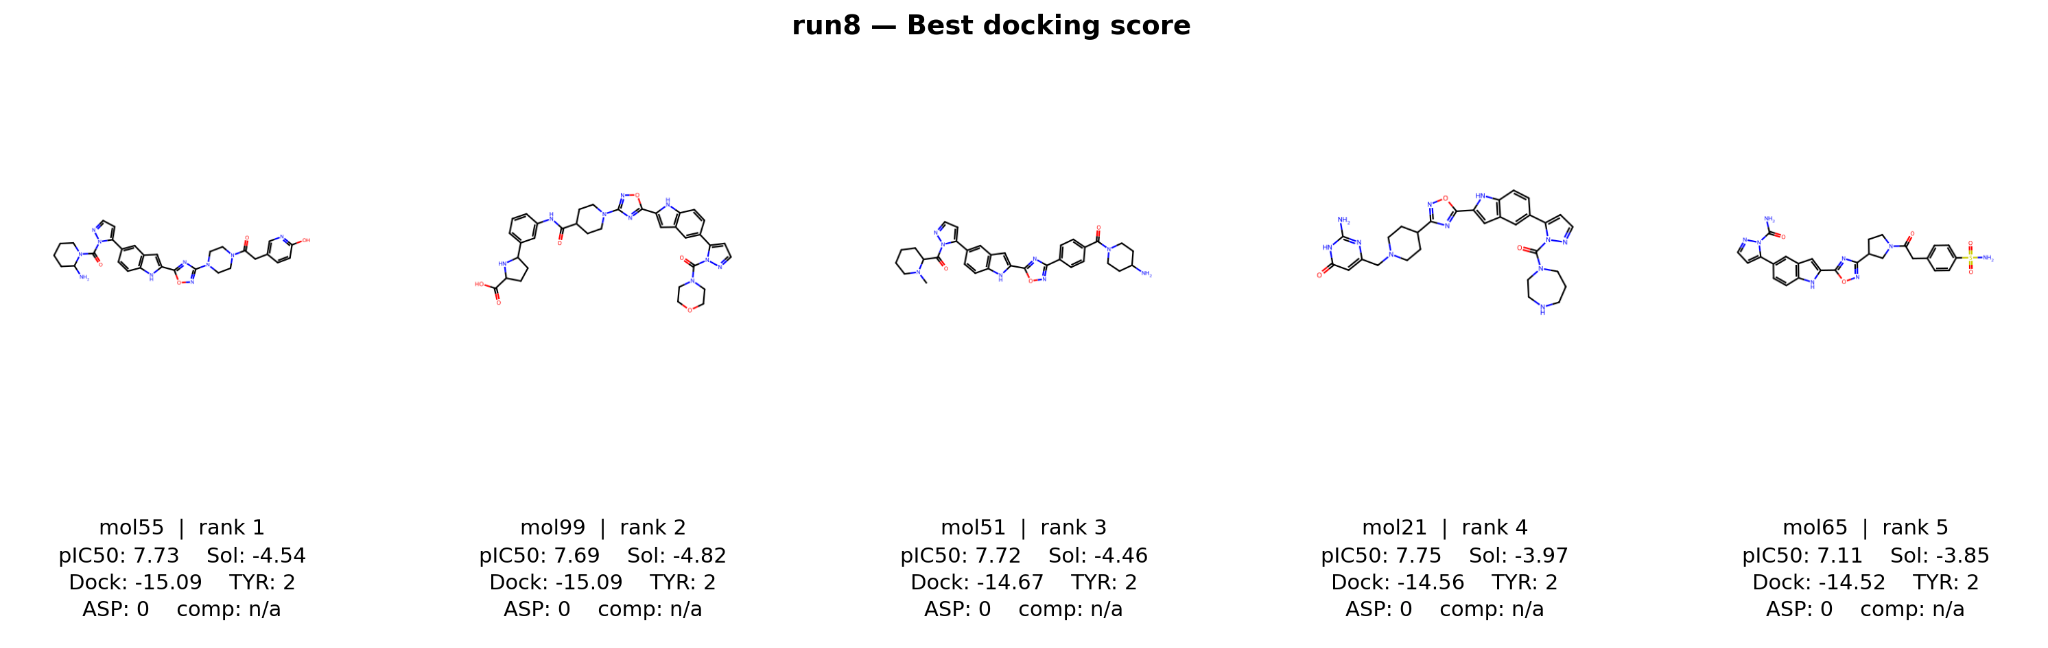 run8 — Best docking score
mol55 | rank 1
pIC50: 7.73 Sol: -4.54
Dock: -15.09 TYR: 2
ASP: 0 comp: n/a
mol99 | rank 2
pIC50: 7.69 Sol: -4.82
Dock: -15.09 TYR: 2
ASP: 0 comp: n/a
mol51 | rank 3
pIC50: 7.72 Sol: -4.46
Dock: -14.67 TYR: 2
ASP: 0 comp: n/a
mol21 | rank 4
pIC50: 7.75 Sol: -3.97
Dock: -14.56 TYR: 2
ASP: 0 comp: n/a
mol65 | rank 5
pIC50: 7.11 Sol: -3.85
Dock: -14.52 TYR: 2
ASP: 0 comp: n/a